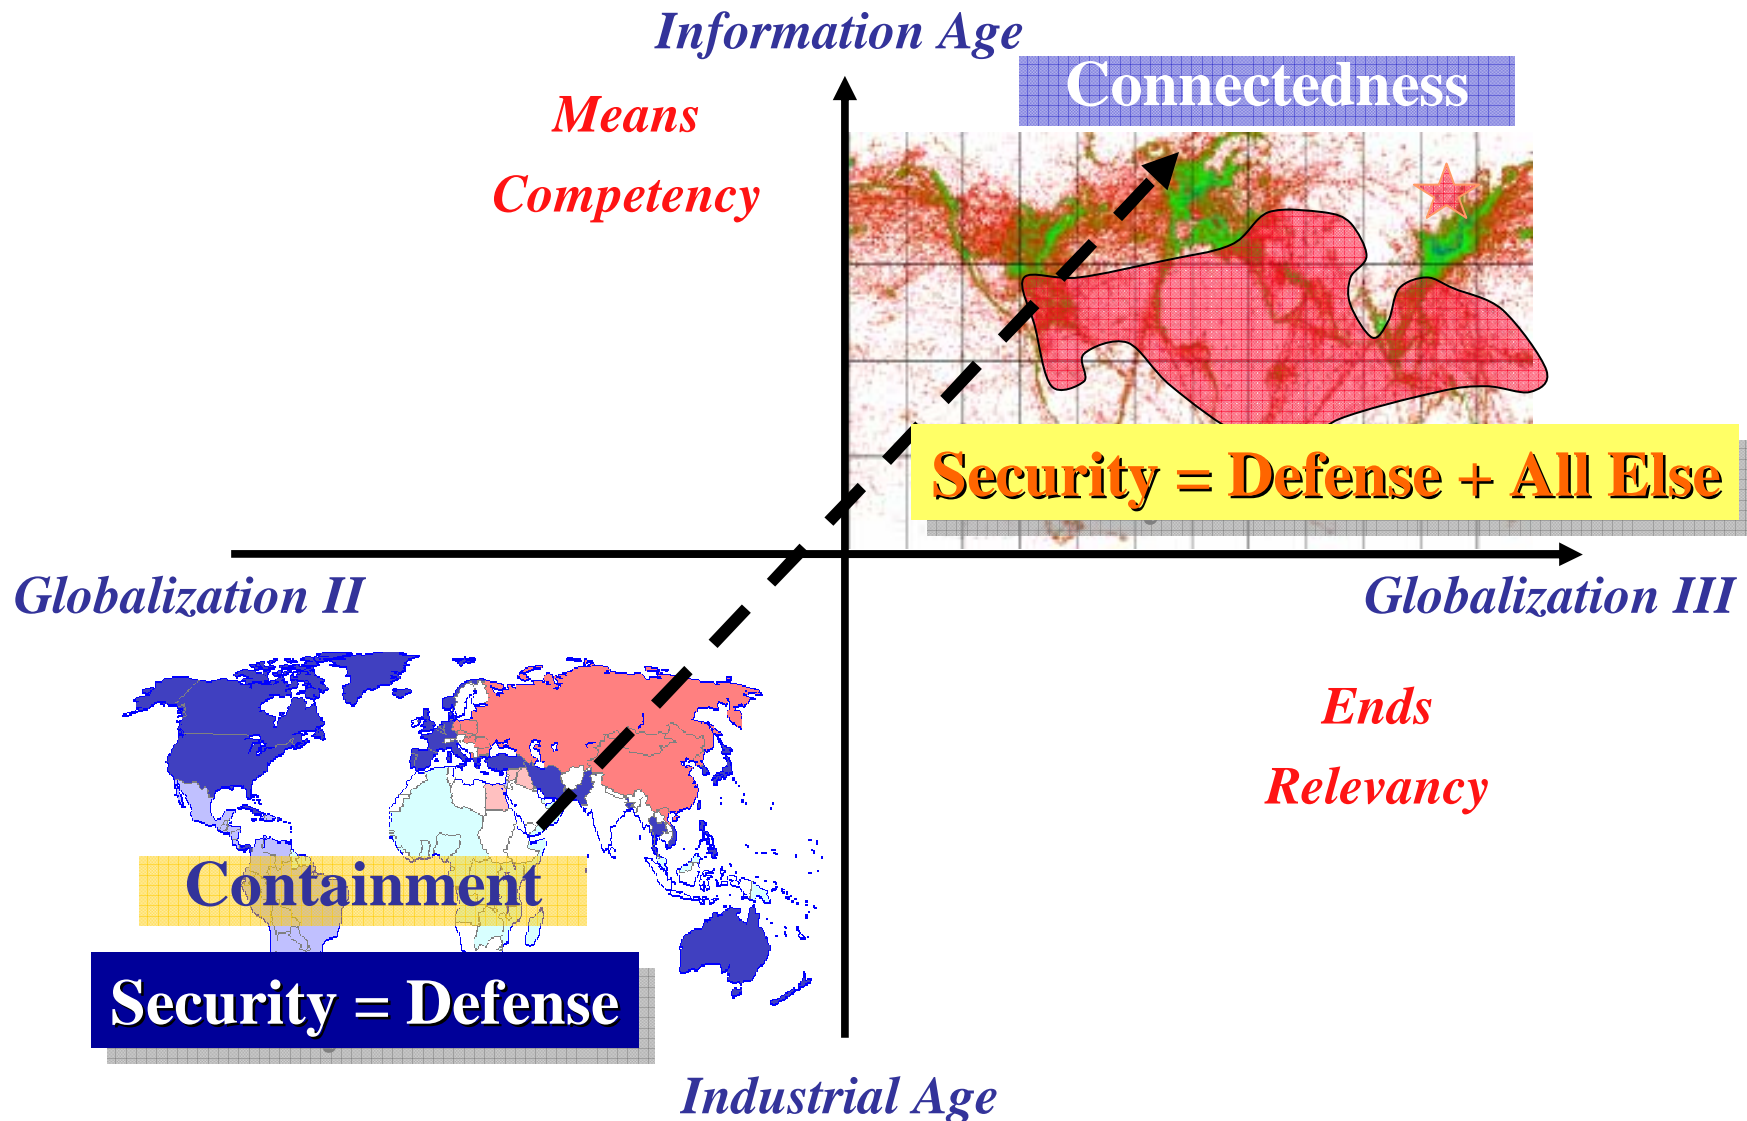 Information Age
Connectedness
Means
Competency
Security = Defense + All Else
Globalization II
Globalization III
Ends
Relevancy
Containment
Security = Defense
Industrial Age